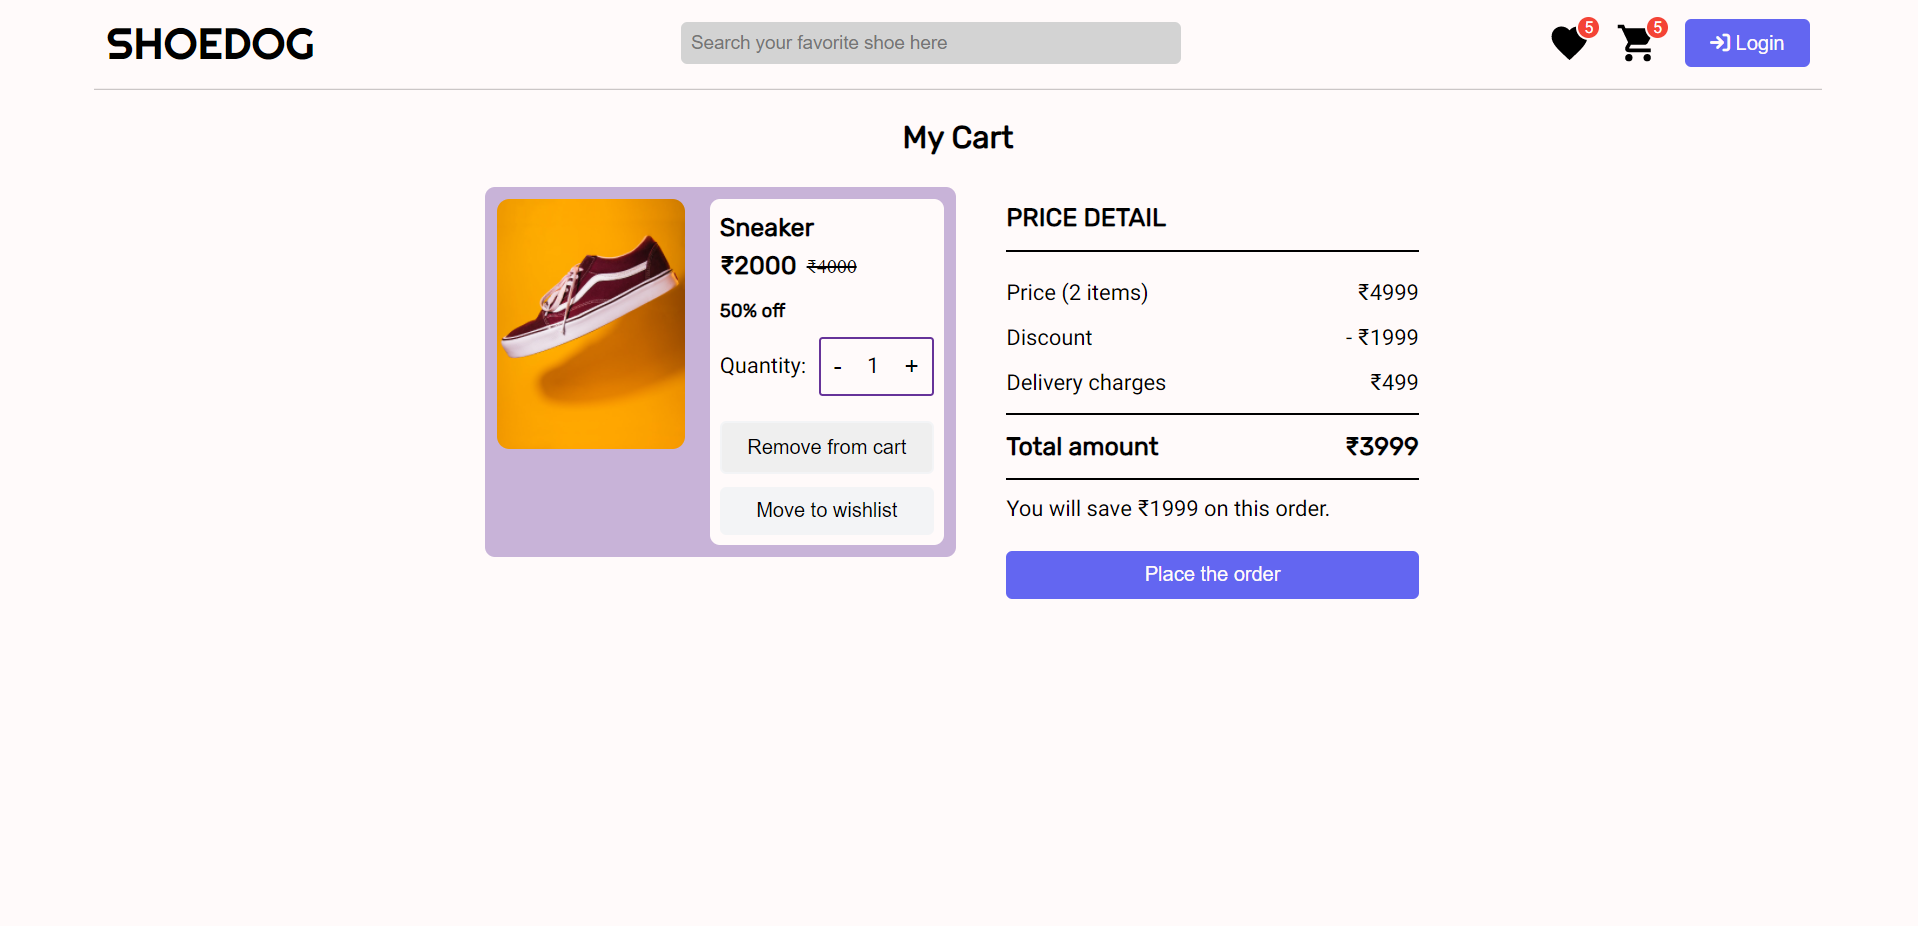 SHOEDOG
Search your favorite shoe here
5
5
Login
My Cart
Sneaker
₹2000 ₹4000
50% off
Quantity: - 1 +
Remove from cart
Move to wishlist
PRICE DETAIL
Price (2 items) ₹4999
Discount - ₹1999
Delivery charges ₹499
Total amount ₹3999
You will save ₹1999 on this order.
Place the order